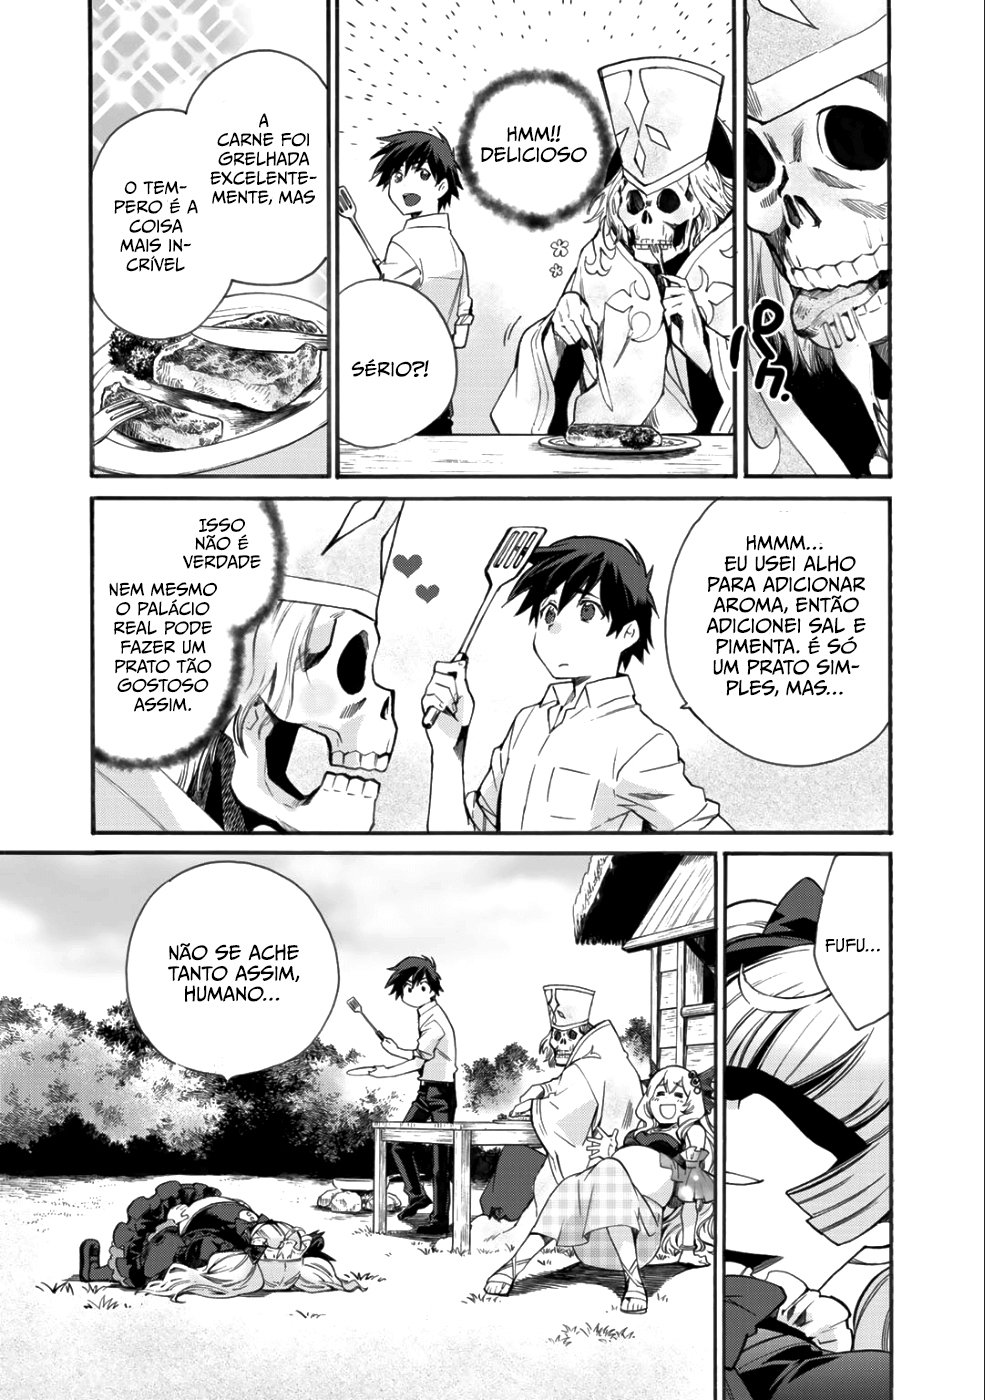 HMM!!
DELICIOSO
SÉRIO?!
A
CARNE FOI
GRELHADA
EXCELENTE-
MENTE, MAS
O TEM-
PERO É A
COISA
MAIS IN-
CRÍVEL
HMMM...
EU USEI ALHO
PARA ADICIONAR
AROMA, ENTÃO
ADICIONEI SAL E
PIMENTA. É SÓ
UM PRATO SIM-
PLES, MAS...
ISSO
NÃO É
VERDADE
NEM MESMO
O PALÁCIO
REAL PODE
FAZER UM
PRATO TÃO
GOSTOSO
ASSIM.
FUFU...
NÃO SE ACHE
TANTO ASSIM,
HUMANO...